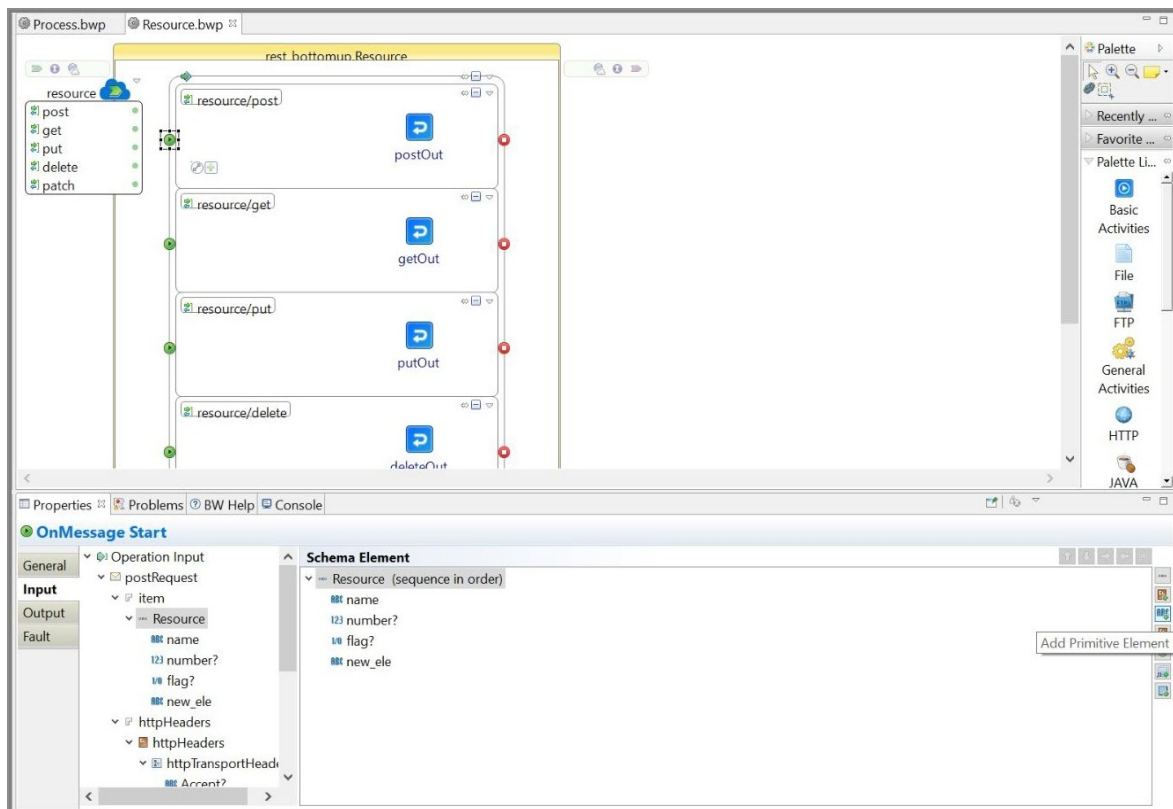 Process.bwp
Resource.bwp
rest_bottomup.Resource
resource
post
get
put
delete
patch
resource/post
postOut
resource/get
getOut
resource/put
putOut
resource/delete
deleteOut
Palette
Recently ...
Favorite ...
Palette Li...
Basic
Activities
File
FTP
General
Activities
HTTP
JAVA
Properties
Problems
BW Help
Console
OnMessage Start
General
Input
Output
Fault
Operation Input
postRequest
item
Resource
name
number?
flag?
new_ele
httpHeaders
httpHeaders
httpTransportHeade
Accept?
Schema Element
Resource (sequence in order)
name
number?
flag?
new_ele
Add Primitive Element